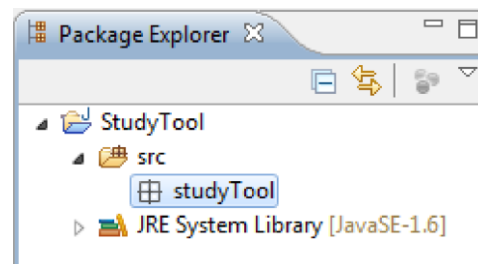 Package Explorer
StudyTool
src
studyTool
JRE System Library [JavaSE-1.6]